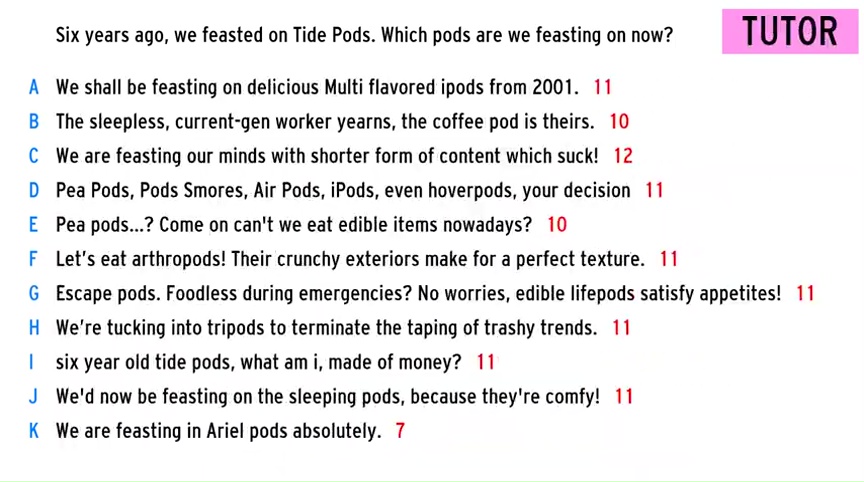 Six years ago, we feasted on Tide Pods. Which pods are we feasting on now?
TUTOR
A We shall be feasting on delicious Multi flavored ipods from 2001. 11
B The sleepless, current-gen worker yearns, the coffee pod is theirs. 10
C We are feasting our minds with shorter form of content which suck! 12
D Pea Pods, Pods Smores, Air Pods, iPods, even hoverpods, your decision 11
E Pea pods...? Come on can't we eat edible items nowadays? 10
F Let's eat arthropods! Their crunchy exteriors make for a perfect texture. 11
G Escape pods. Foodless during emergencies? No worries, edible lifepods satisfy appetites! 11
H We're tucking into tripods to terminate the taping of trashy trends. 11
I six year old tide pods, what am i, made of money? 11
J We'd now be feasting on the sleeping pods, because they're comfy! 11
K We are feasting in Ariel pods absolutely. 7